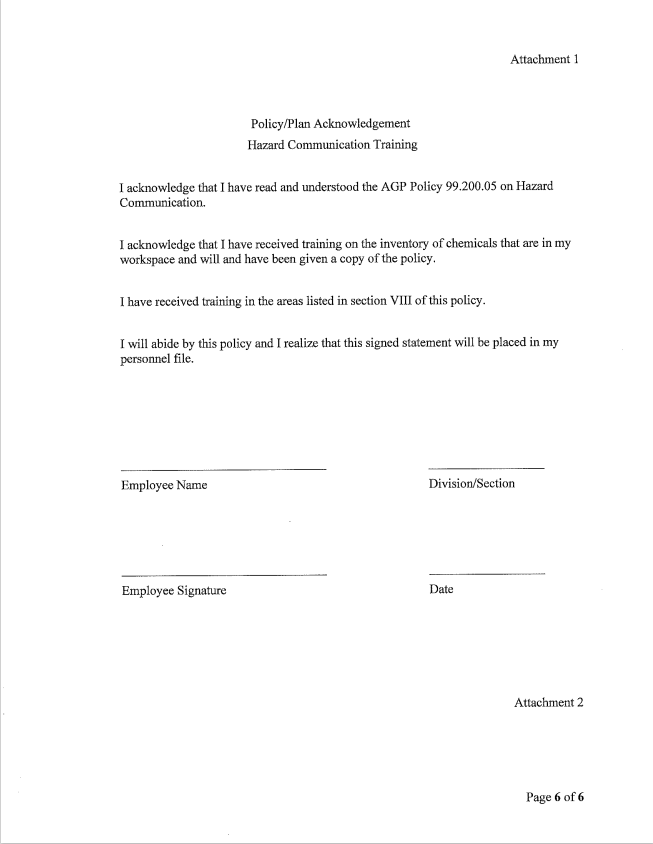 Attachment 1
Policy/Plan Acknowledgement
Hazard Communication Training
I acknowledge that I have read and understood the AGP Policy 99.200.05 on Hazard
Communication.
I acknowledge that I have received training on the inventory of chemicals that are in my
workspace and will and have been given a copy of the policy.
I have received training in the areas listed in section VIII of this policy.
I will abide by this policy and I realize that this signed statement will be placed in my
personnel file.
Employee Name
Division/Section
Employee Signature
Date
Attachment 2
Page 6 of 6